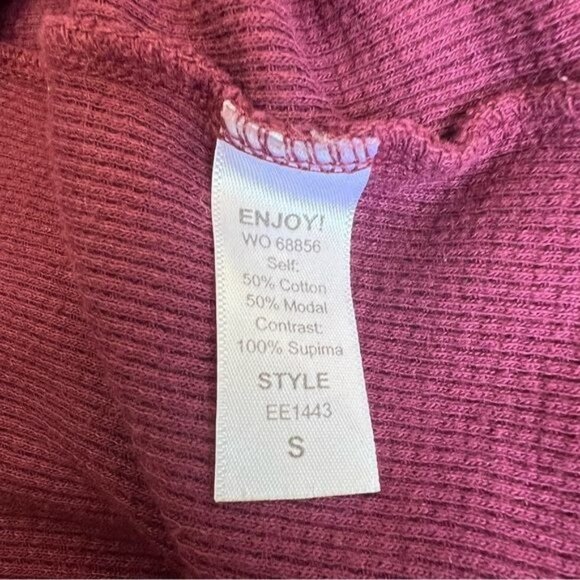 ENJOY!
WO 68856
Self:
50% Cotton
50% Modal
Contrast:
100% Supima
STYLE
EE1443
S